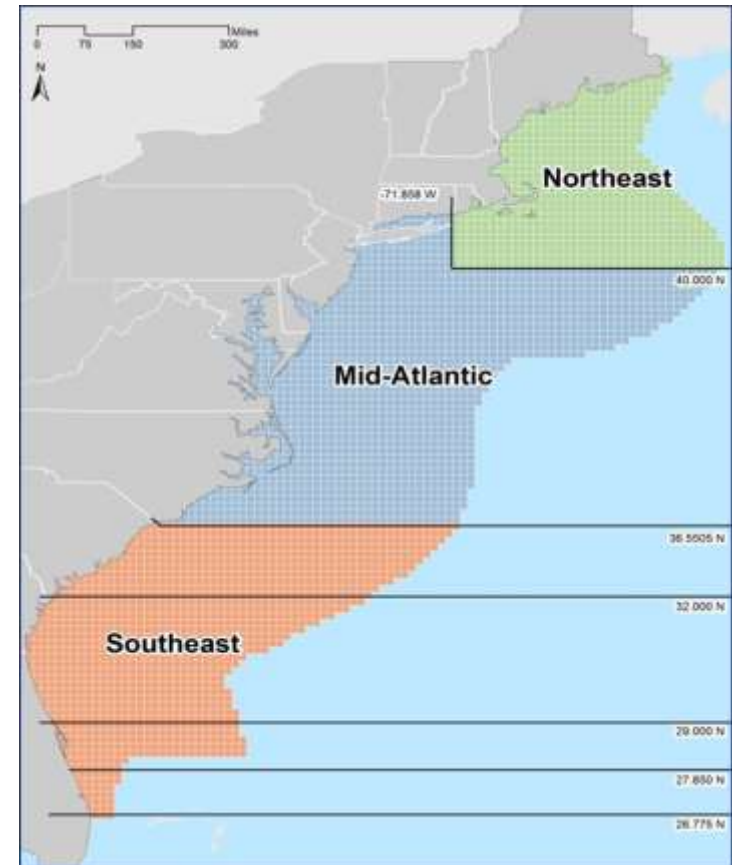 Miles
0 75 150 300
N
Northeast
-71.858 W
40.000 N
Mid-Atlantic
36.5505 N
32.000 N
Southeast
29.000 N
27.850 N
26.775 N